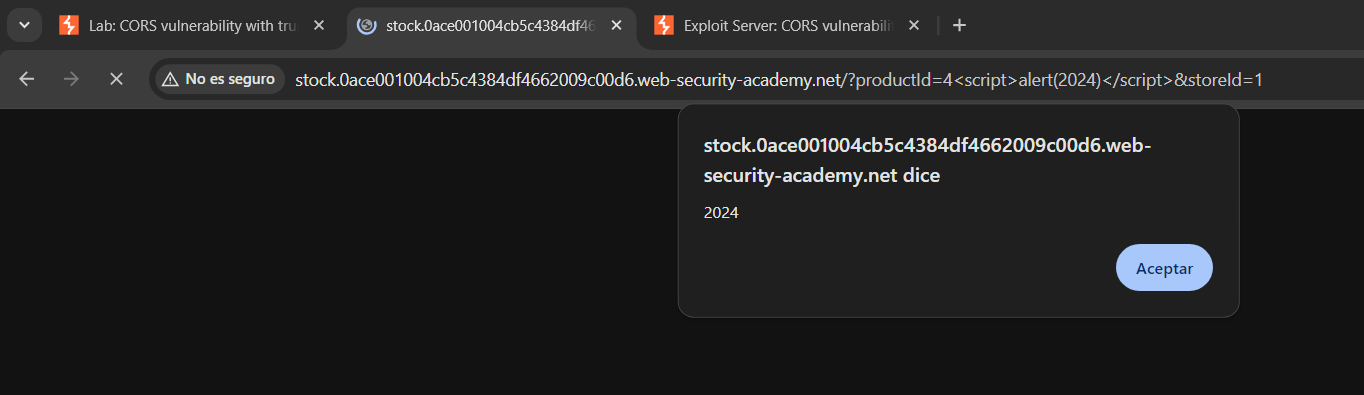 Lab: CORS vulnerability with tru
stock.0ace001004cb5c4384df46
Exploit Server: CORS vulnerabili
No es seguro
stock.0ace001004cb5c4384df4662009c00d6.web-security-academy.net/?productId=4<script>alert(2024)</script>&storeId=1
stock.0ace001004cb5c4384df4662009c00d6.web-
security-academy.net dice
2024
Aceptar